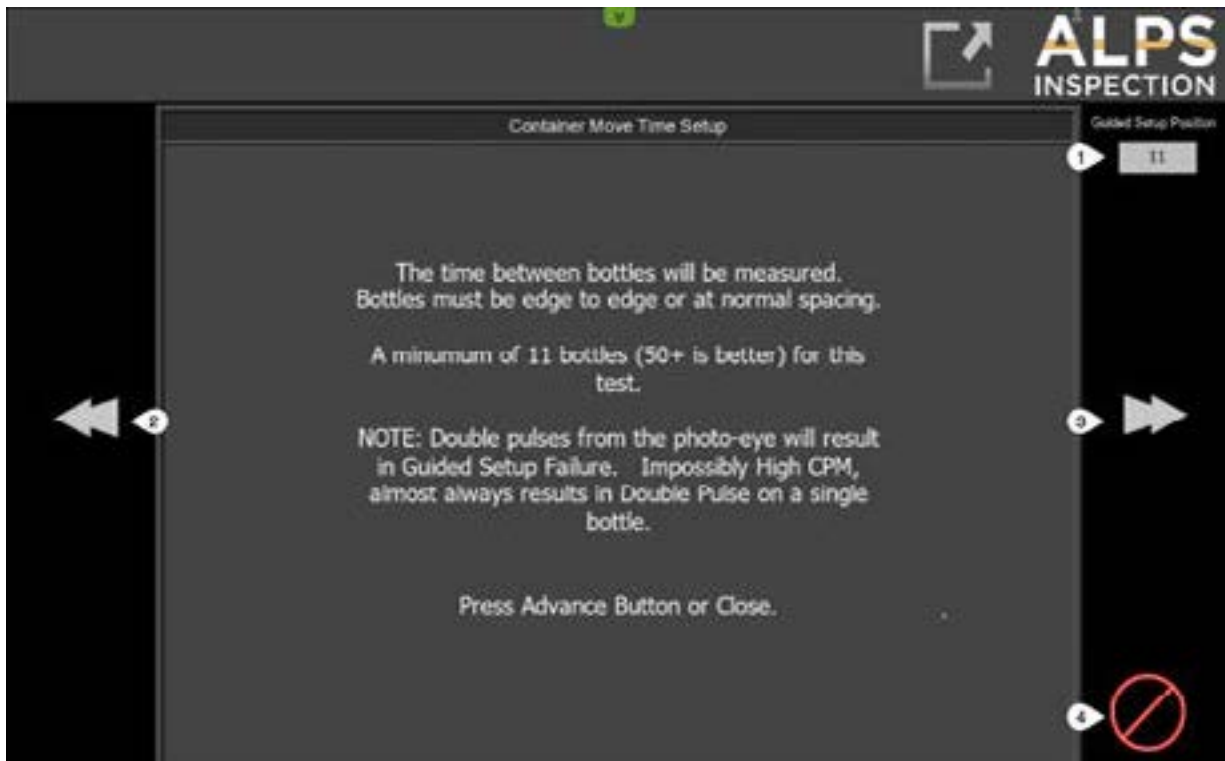 ALPS
INSPECTION
Container Move Time Setup
Guided Setup Position
1
11
The time between bottles will be measured.
Bottles must be edge to edge or at normal spacing.
A minumum of 11 bottles (50+ is better) for this
test.
2
3
NOTE: Double pulses from the photo-eye will result
in Guided Setup Failure. Impossibly High CPM,
almost always results in Double Pulse on a single
bottle.
Press Advance Button or Close.
4